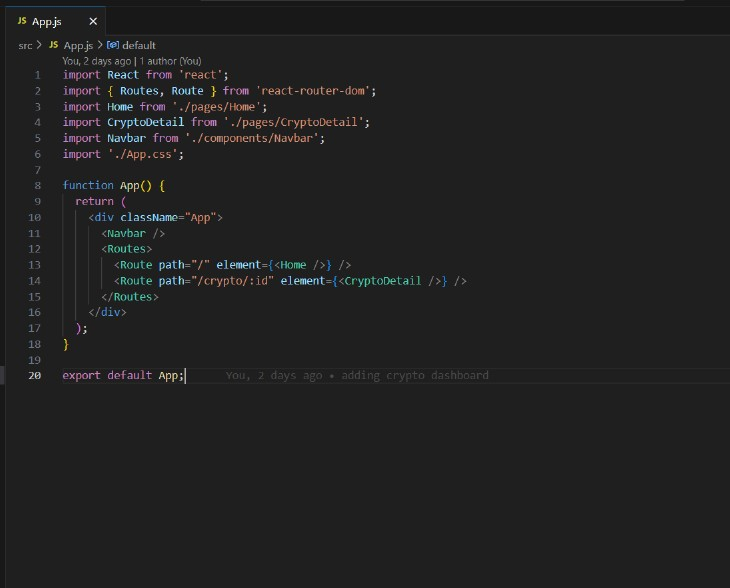 JS App.js ×
src > JS App.js > default
You, 2 days ago | 1 author (You)
1 import React from 'react';
2 import { Routes, Route } from 'react-router-dom';
3 import Home from './pages/Home';
4 import CryptoDetail from './pages/CryptoDetail';
5 import Navbar from './components/Navbar';
6 import './App.css';
7
8 function App() {
9   return (
10     <div className="App">
11       <Navbar />
12       <Routes>
13         <Route path="/" element={<Home />} />
14         <Route path="/crypto/:id" element={<CryptoDetail />} />
15       </Routes>
16     </div>
17   );
18 }
19
20 export default App; You, 2 days ago • adding crypto dashboard